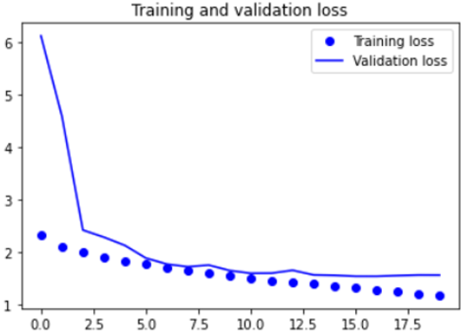 Training and validation loss
Training loss
Validation loss
6
5
4
3
2
1
0.0 2.5 5.0 7.5 10.0 12.5 15.0 17.5